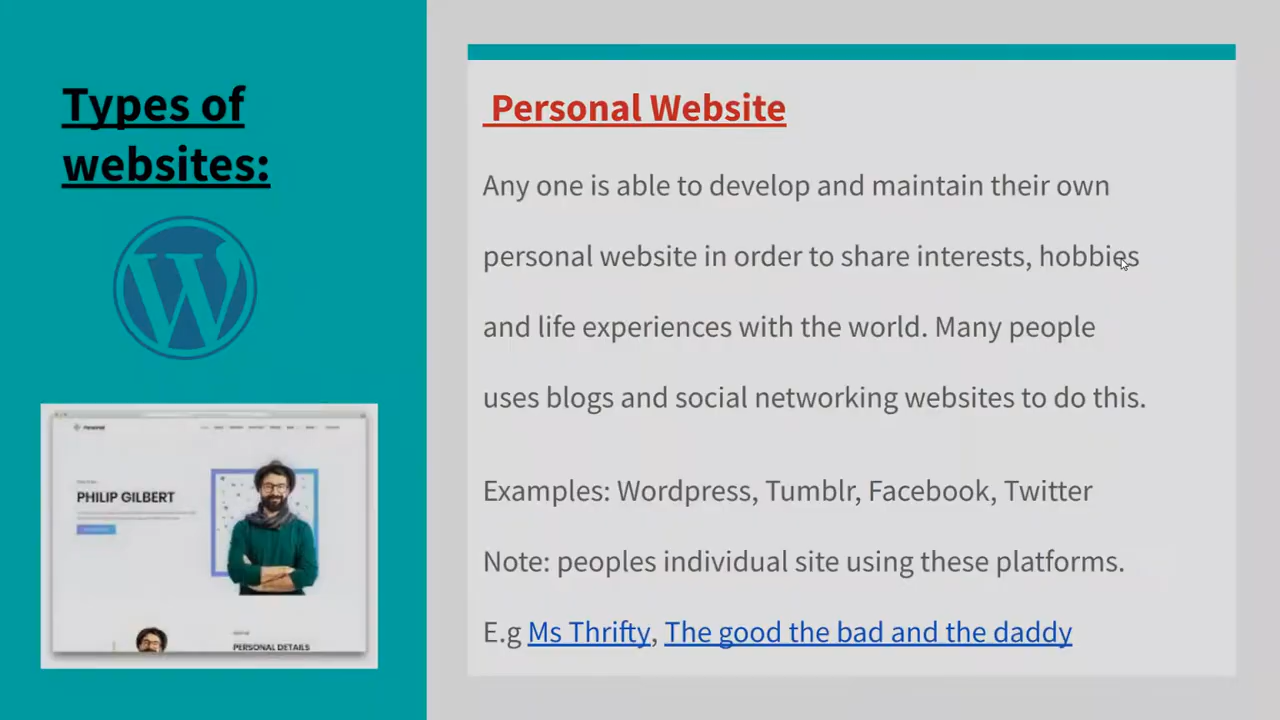 Types of
websites:
W
Personal
PHILIP GILBERT
PERSONAL DETAILS
Personal Website
Any one is able to develop and maintain their own
personal website in order to share interests, hobbies
and life experiences with the world. Many people
uses blogs and social networking websites to do this.
Examples: Wordpress, Tumblr, Facebook, Twitter
Note: peoples individual site using these platforms.
E.g Ms Thrifty, The good the bad and the daddy